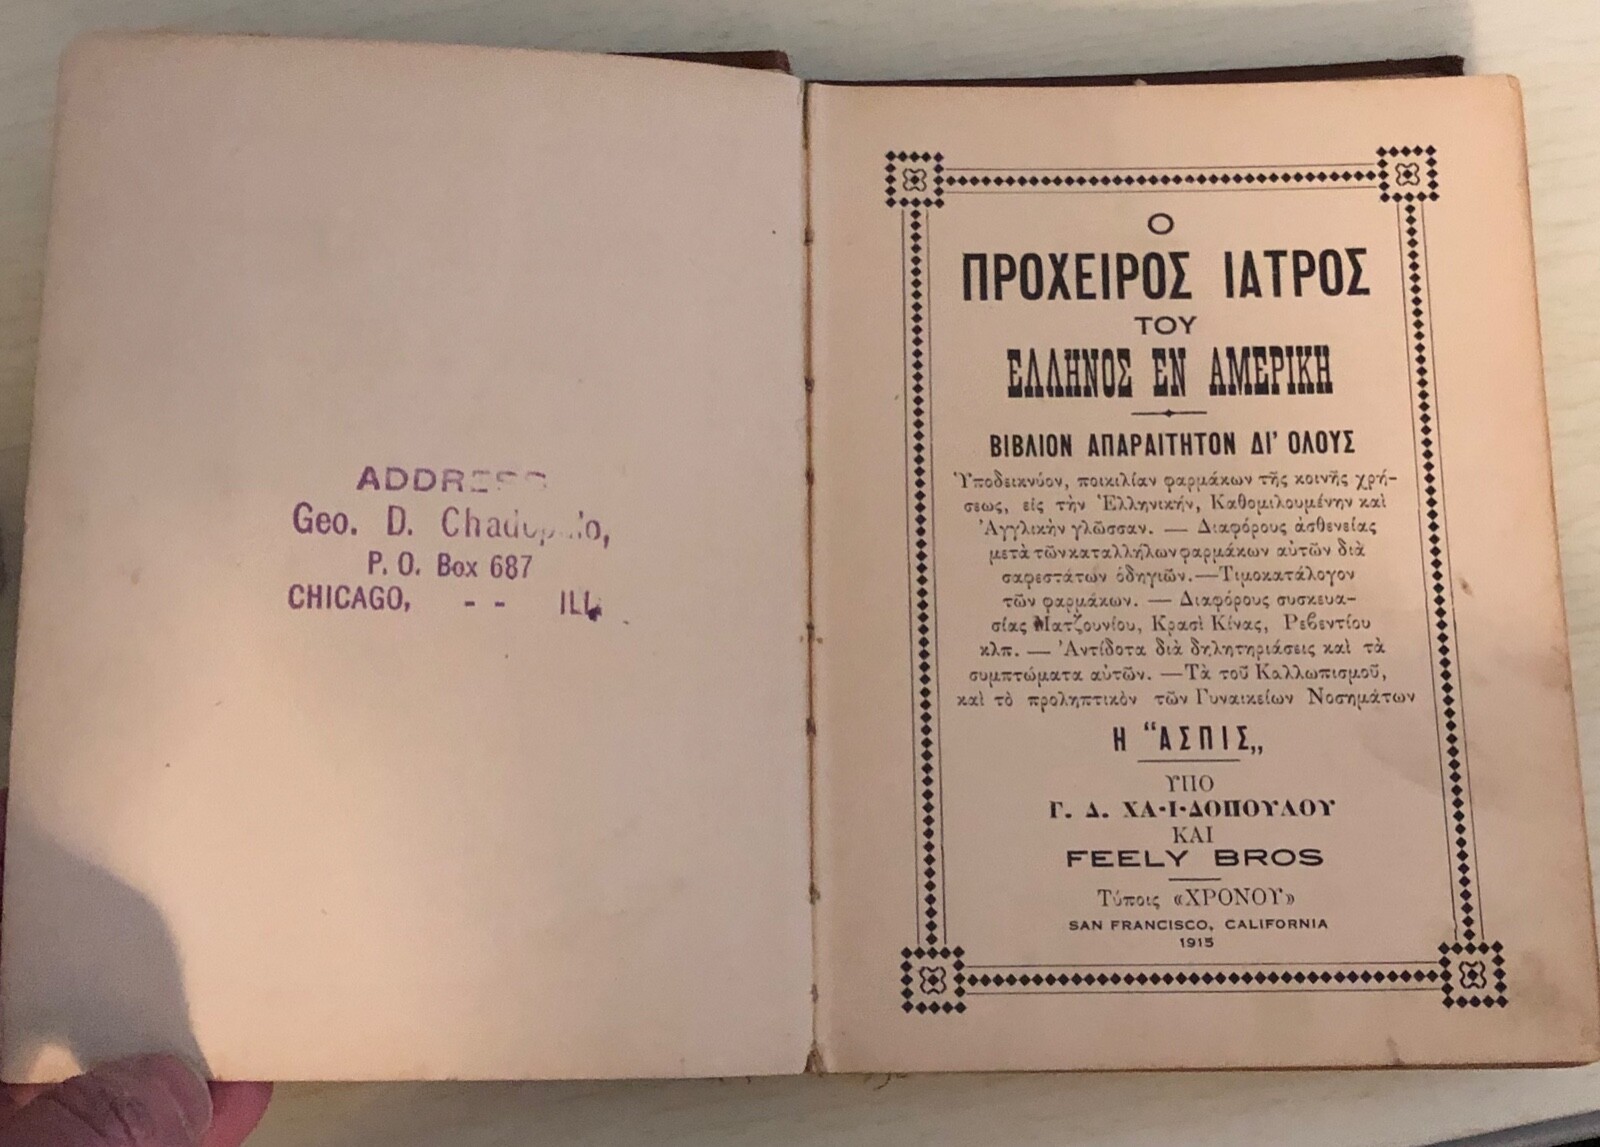 ADDRESS
Geo. D.
P. O. Box 687
CHICAGO, - - ILL.
Ο
ΠΡΟΧΕΙΡΟΣ ΙΑΤΡΟΣ
ΤΟΥ
ΕΛΛΗΝΟΣ ΕΝ ΑΜΕΡΙΚΗ
ΒΙΒΛΙΟΝ ΑΠΑΡΑΙΤΗΤΟΝ ΔΙ' ΟΛΟΥΣ
Ὑποδεικνύον, ποικιλίαν φαρμάκων τῆς κοινῆς χρή-
σεως, εἰς τὴν Ἑλληνικήν, Καθομιλουμένην καὶ
Ἀγγλικὴν γλῶσσαν. — Διαφόρους ἀσθενείας
μετὰ τῶν καταλλήλων φαρμάκων αὐτῶν διὰ
σαφεστάτων ὁδηγιῶν.—Τιμοκατάλογον
τῶν φαρμάκων. — Διαφόρους συσκευα-
σίας Ματζουνίου, Κρασὶ Κίνας, Ρεβεντίου
κλπ. — Ἀντίδοτα διὰ δηλητηριάσεις καὶ τὰ
συμπτώματα αὐτῶν. —Τὰ τοῦ Καλλωπισμοῦ,
καὶ τὸ προληπτικὸν τῶν Γυναικείων Νοσημάτων
Η “ΑΣΠΙΣ„
ΥΠΟ
Γ. Δ. ΧΑ-Ι-ΔΟΠΟΥΛΟΥ
ΚΑΙ
FEELY BROS
Τύποις «ΧΡΟΝΟΥ»
SAN FRANCISCO, CALIFORNIA
1915